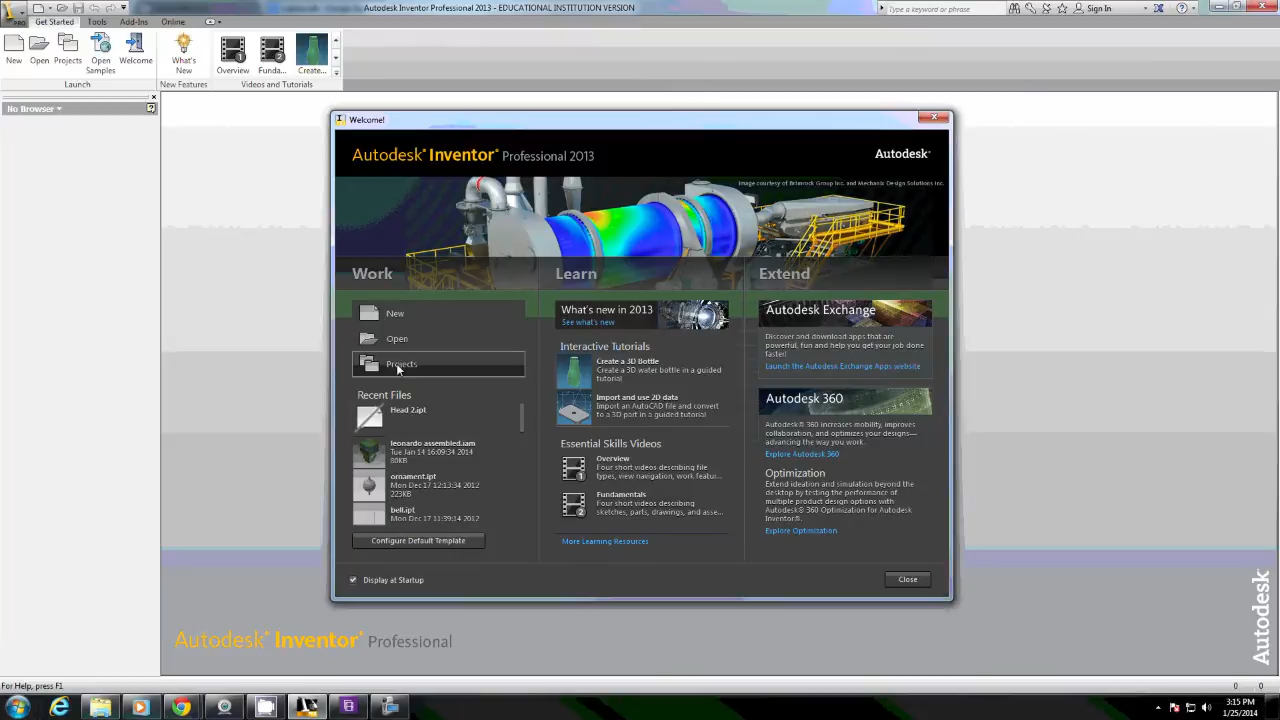 Autodesk Inventor Professional 2013 - EDUCATIONAL INSTITUTION VERSION
Type a keyword or phrase
Sign In
PRO
Get Started Tools Add-Ins Vault Online
New Open Projects Open Samples Welcome What's New Overview Funda... Create...
Launch New Features Videos and Tutorials
No Browser
Welcome!
Autodesk® Inventor® Professional 2013
Autodesk®
Image courtesy of Brimrock Group Inc. and Mechanix Design Solutions Inc.
Work
New
Open
Projects
Recent Files
Head 2.ipt
leonardo assembled.iam
Tue Jan 14 16:09:34 2014
80KB
ornament.ipt
Mon Dec 17 12:13:34 2012
223KB
bell.ipt
Mon Dec 17 11:39:14 2012
Configure Default Template
Display at Startup
Learn
What's new in 2013
See what's new
Interactive Tutorials
Create a 3D Bottle
Create a 3D water bottle in a guided
tutorial
Import and use 2D data
Import an AutoCAD file and convert
to a 3D part in a guided tutorial
Essential Skills Videos
Overview
Four short videos describing file
types, view navigation, work featur...
Fundamentals
Four short videos describing
sketches, parts, drawings, and asse...
More Learning Resources
Extend
Autodesk Exchange
Discover and download apps that are
powerful, fun and help you get your job done
faster!
Launch the Autodesk Exchange Apps website
Autodesk 360
Autodesk® 360 increases mobility, improves
collaboration, and optimizes your designs—
advancing the way you work.
Explore Autodesk 360
Optimization
Extend ideation and simulation beyond the
desktop by testing the performance of
multiple product design options with
Autodesk® 360 Optimization for Autodesk
Inventor®.
Explore Optimization
Close
Autodesk® Inventor® Professional
Autodesk®
For Help, press F1
0 0
3:15 PM
1/25/2014